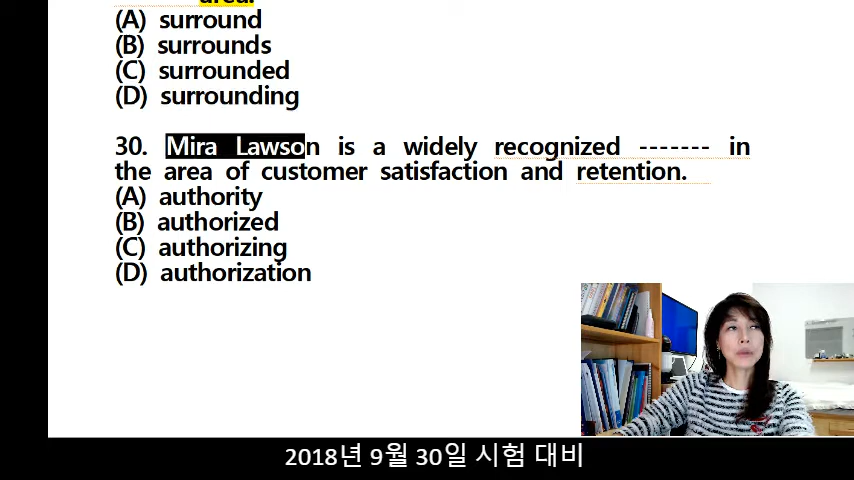 area.
(A) surround
(B) surrounds
(C) surrounded
(D) surrounding
30. Mira Lawson is a widely recognized ------- in
the area of customer satisfaction and retention.
(A) authority
(B) authorized
(C) authorizing
(D) authorization
2018년 9월 30일 시험 대비